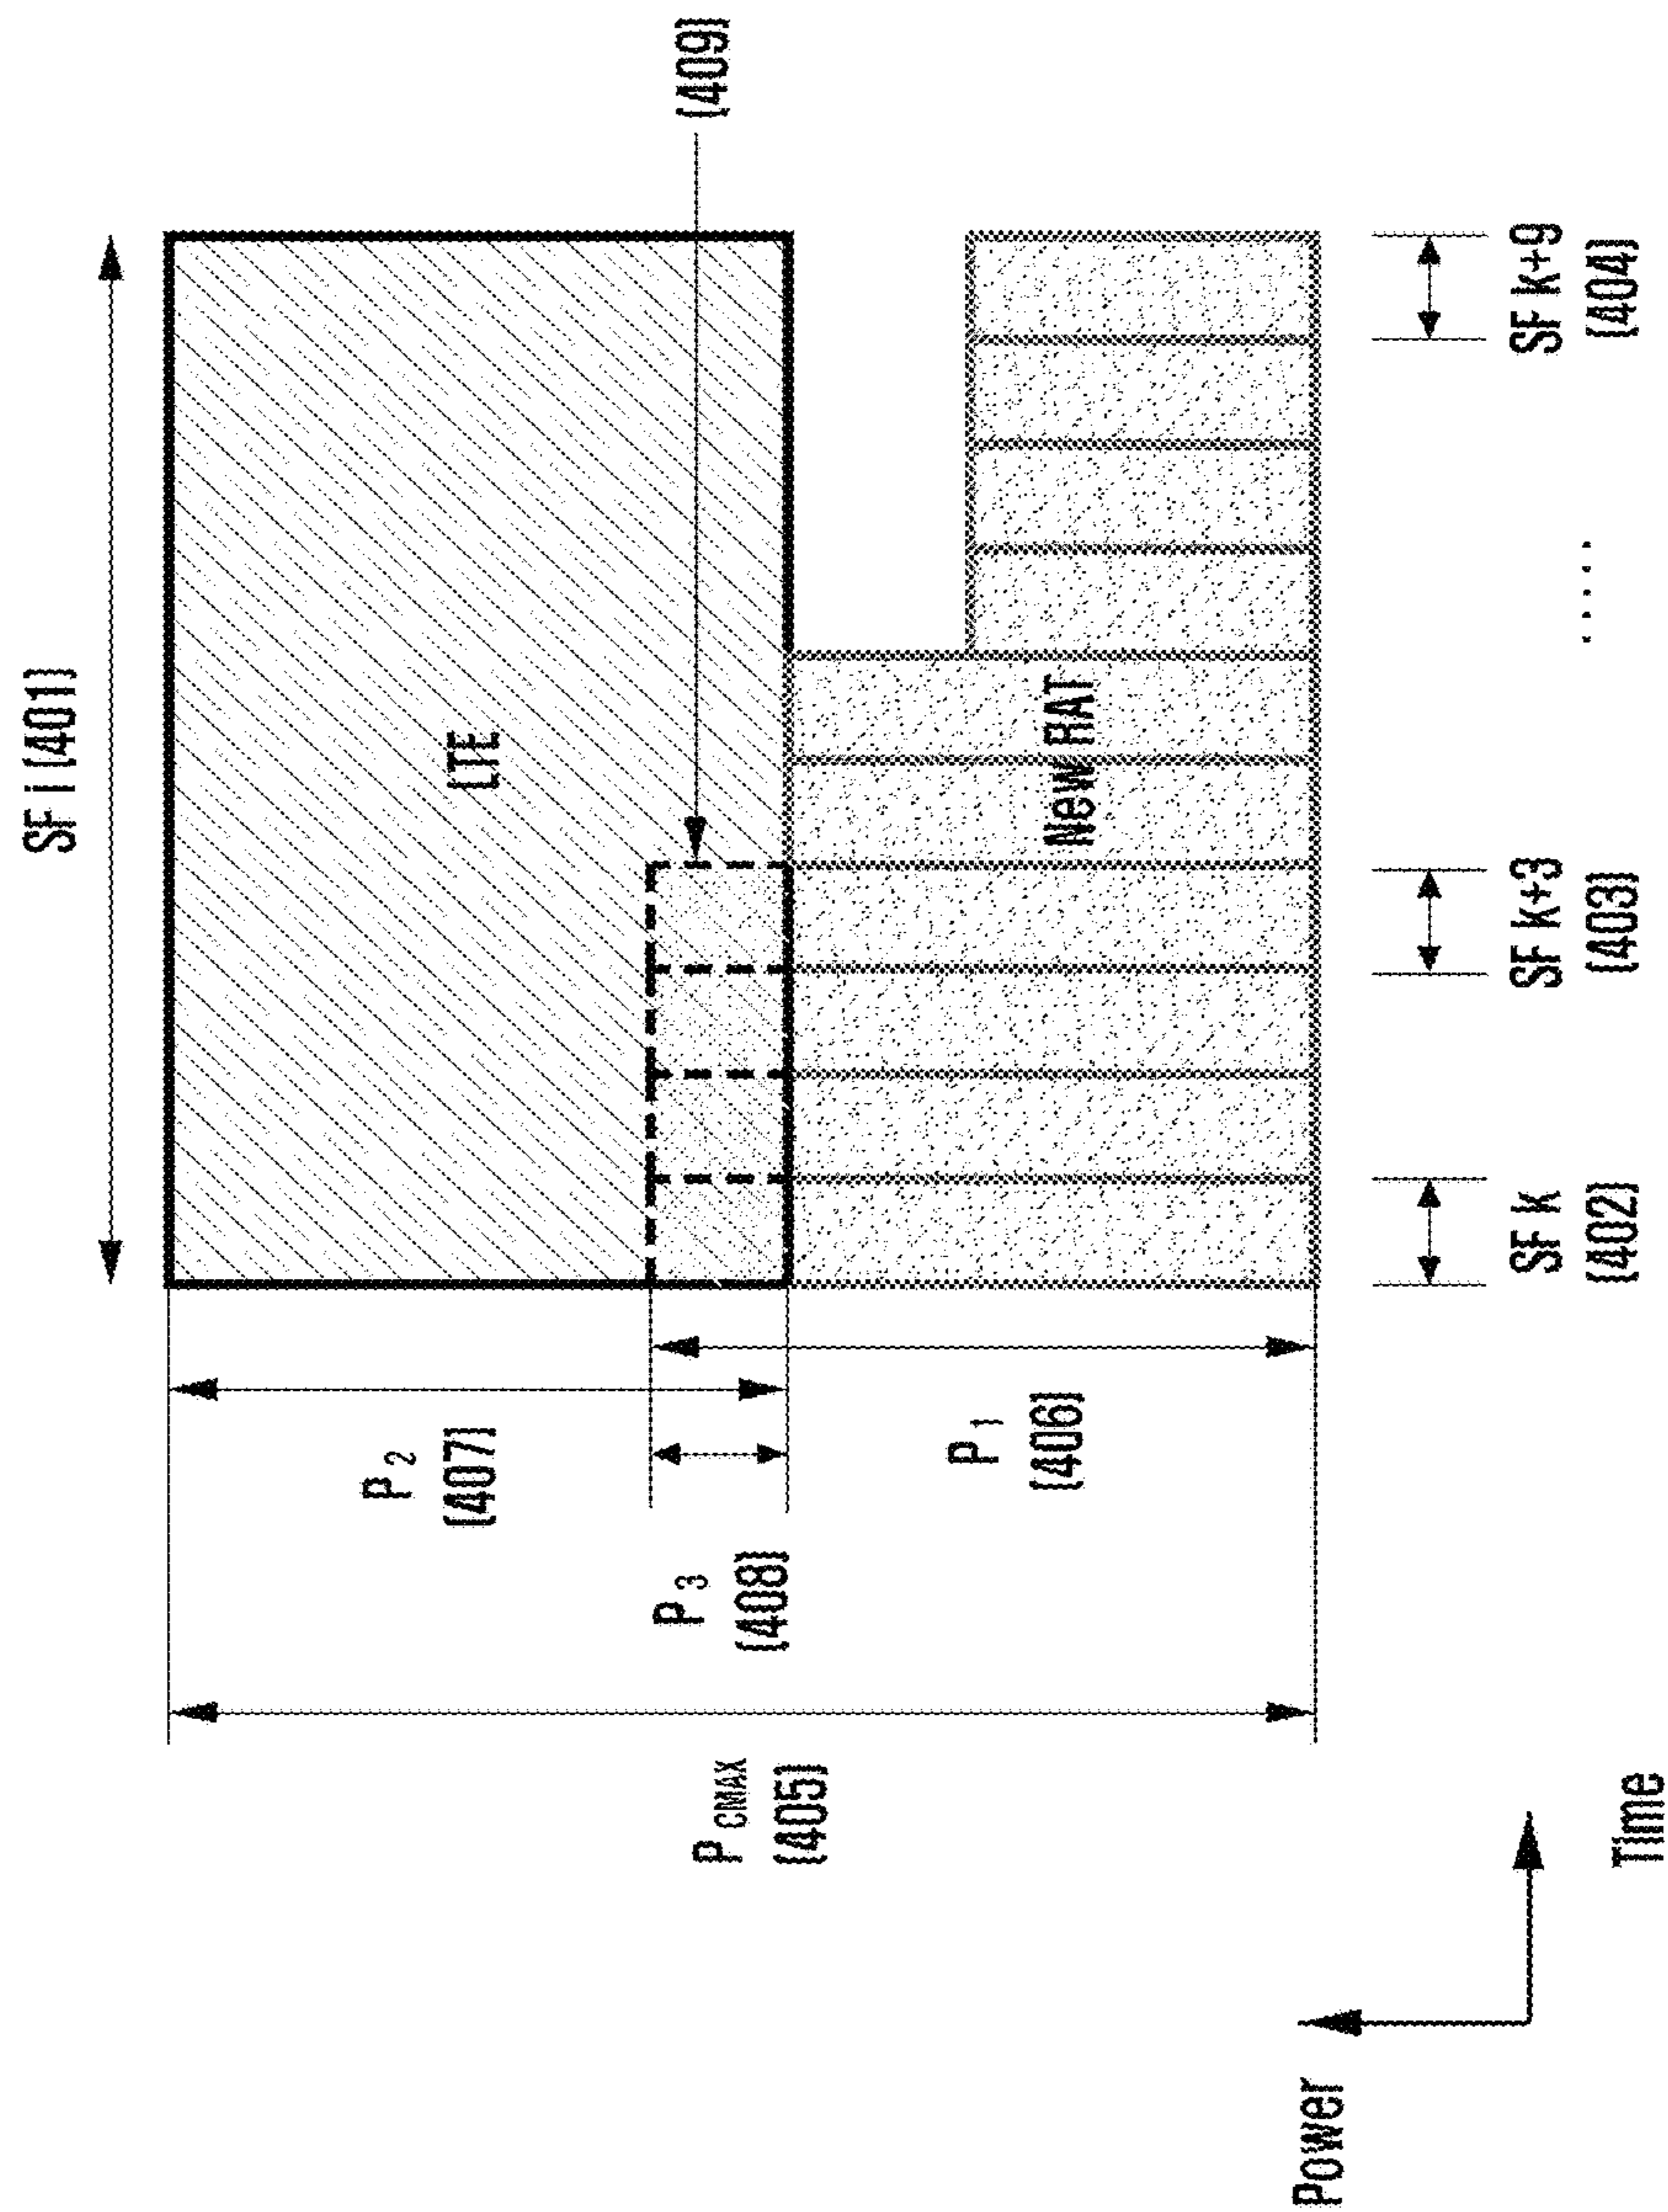 SF i (401)
LTE
(409)
New RAT
P2
(407)
P3
(408)
P1
(406)
PCMAX
(405)
SF k
(402)
SF k+3
(403)
.....
SF k+9
(404)
Power
Time